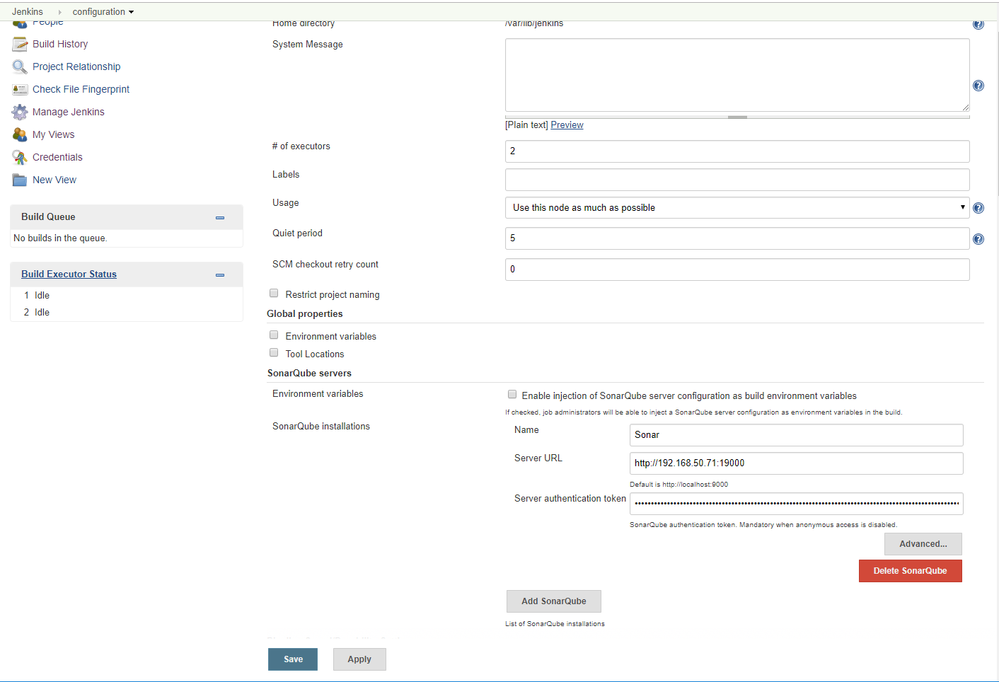 Jenkins configuration
People
Build History
Project Relationship
Check File Fingerprint
Manage Jenkins
My Views
Credentials
New View
Build Queue
No builds in the queue.
Build Executor Status
1 Idle
2 Idle
Home directory /var/lib/jenkins
System Message
[Plain text] Preview
# of executors 2
Labels
Usage Use this node as much as possible
Quiet period 5
SCM checkout retry count 0
Restrict project naming
Global properties
Environment variables
Tool Locations
SonarQube servers
Environment variables Enable injection of SonarQube server configuration as build environment variables
If checked, job administrators will be able to inject a SonarQube server configuration as environment variables in the build.
SonarQube installations
Name Sonar
Server URL http://192.168.50.71:19000
Default is http://localhost:9000
Server authentication token
SonarQube authentication token. Mandatory when anonymous access is disabled.
Advanced...
Delete SonarQube
Add SonarQube
List of SonarQube installations
Save Apply